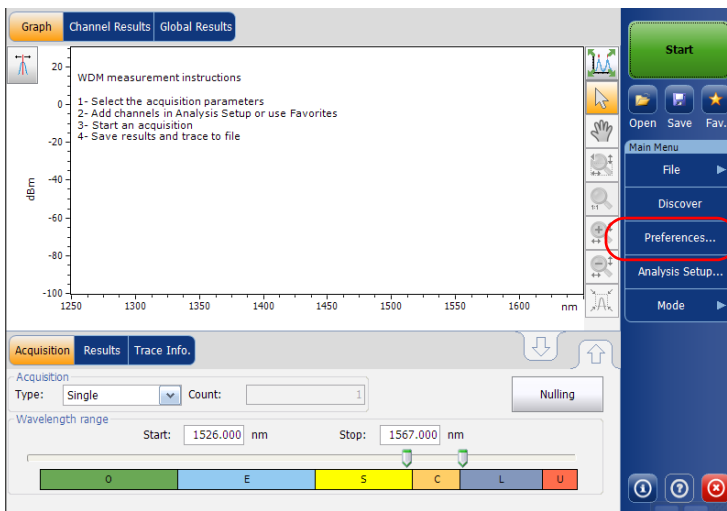 Graph Channel Results Global Results
Start
WDM measurement instructions
1- Select the acquisition parameters
2- Add channels in Analysis Setup or use Favorites
3- Start an acquisition
4- Save results and trace to file
20
0
-20
-40
-60
-80
-100
dBm
1250 1300 1350 1400 1450 1500 1550 1600 nm
1:1
Open Save Fav.
Main Menu
File
Discover
Preferences...
Analysis Setup...
Mode
Acquisition Results Trace Info.
Acquisition
Type: Single Count: 1
Nulling
Wavelength range
Start: 1526.000 nm Stop: 1567.000 nm
O E S C L U